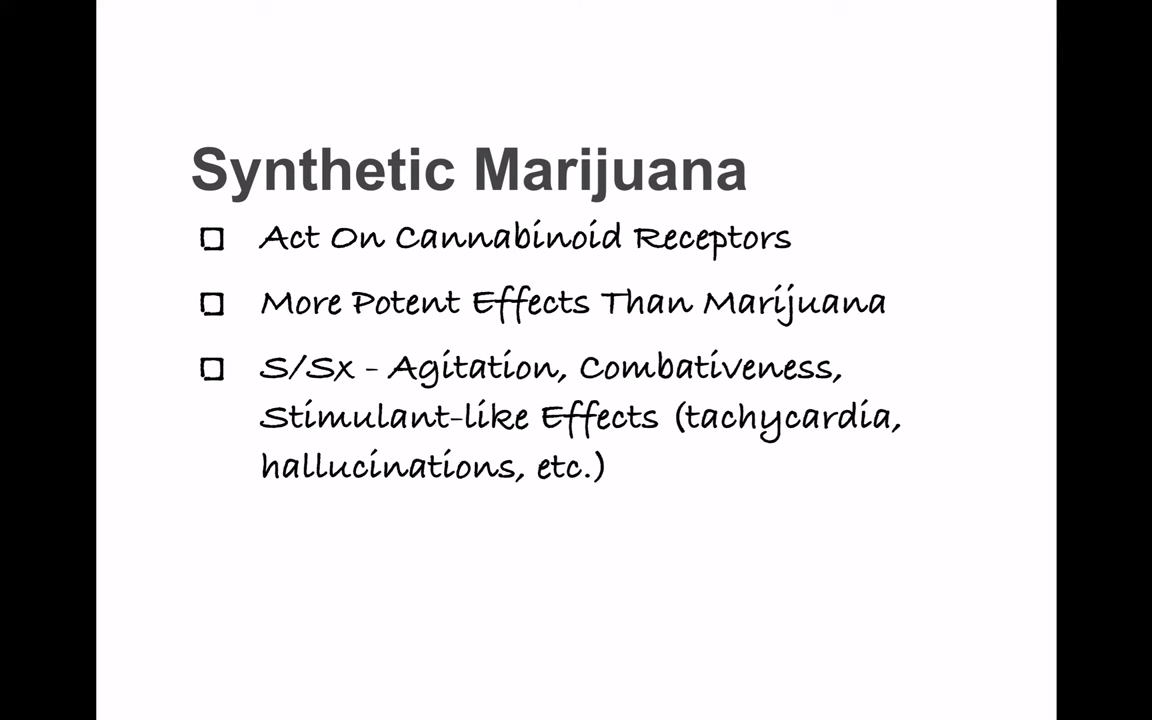 Synthetic Marijuana
Act On Cannabinoid Receptors
More Potent Effects Than Marijuana
S/Sx - Agitation, Combativeness,
Stimulant-like Effects (tachycardia,
hallucinations, etc.)